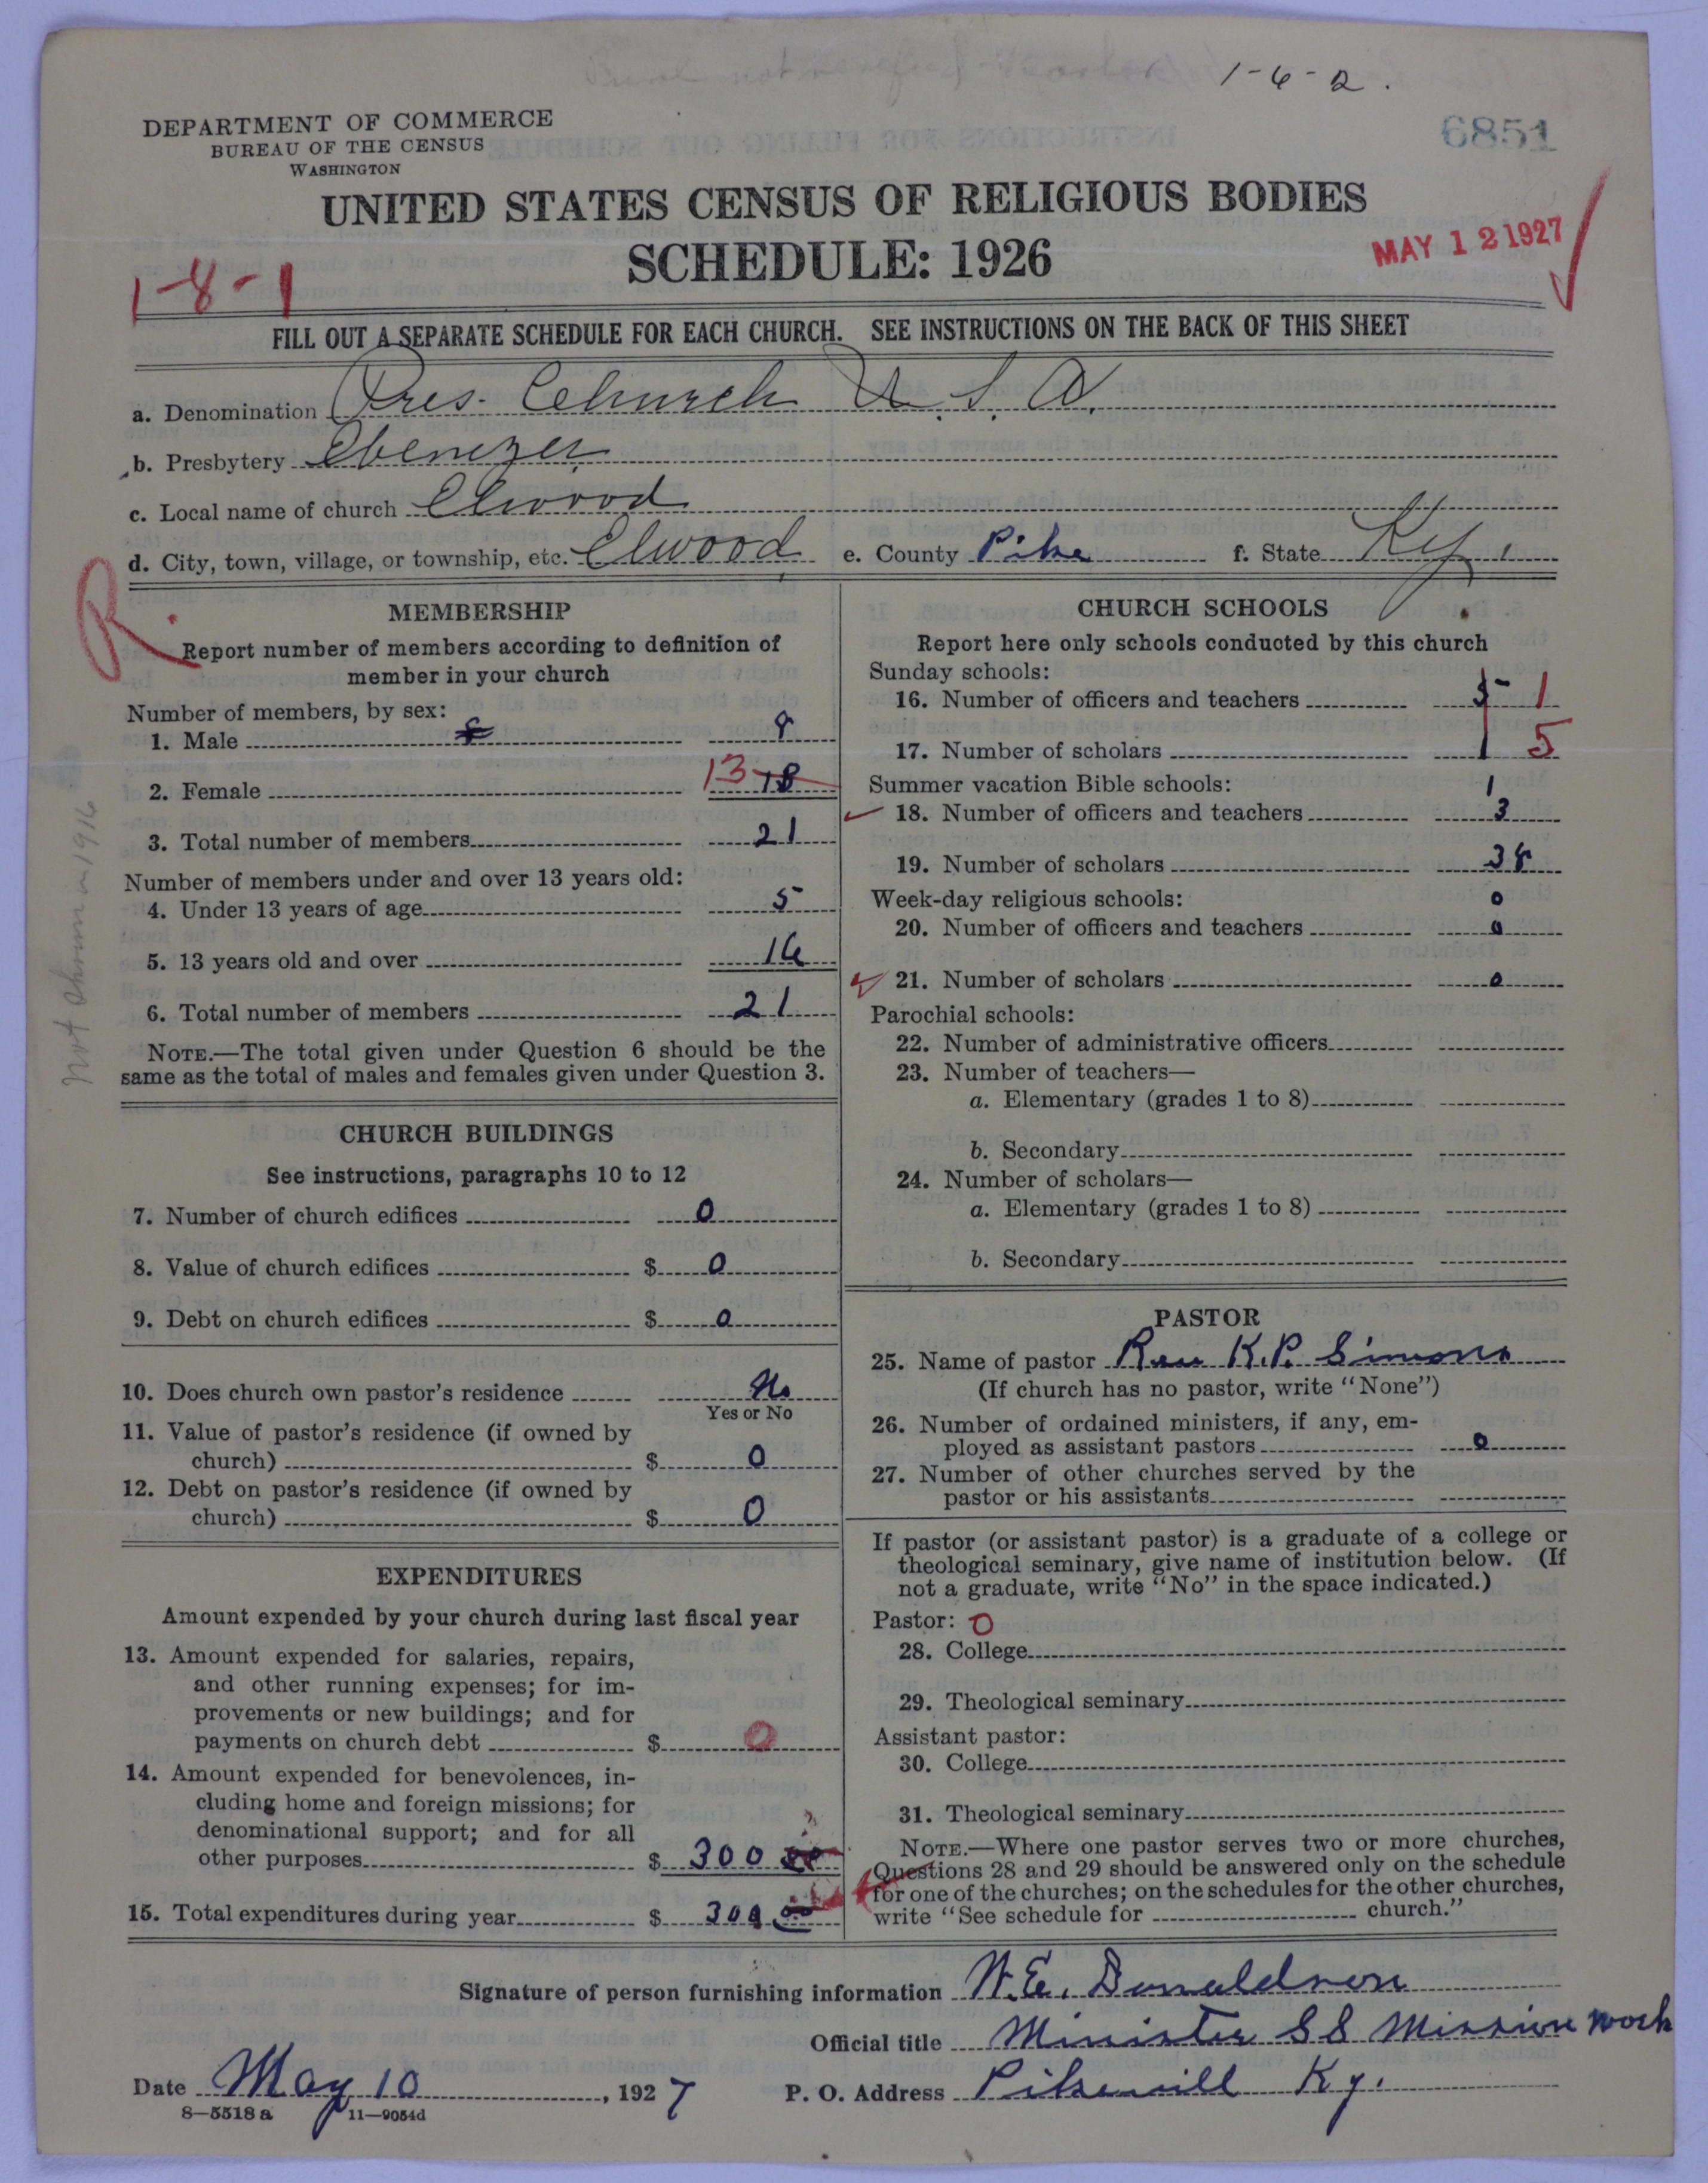 1-6-2.
DEPARTMENT OF COMMERCE
BUREAU OF THE CENSUS
WASHINGTON
6851
UNITED STATES CENSUS OF RELIGIOUS BODIES
SCHEDULE: 1926
MAY 12 1927
1-8-1
FILL OUT A SEPARATE SCHEDULE FOR EACH CHURCH. SEE INSTRUCTIONS ON THE BACK OF THIS SHEET
a. Denomination Pres. Church U.S.A.
b. Presbytery Ebenezer
c. Local name of church Elwood
d. City, town, village, or township, etc. Elwood e. County Pike f. State Ky.
R.
Not shown in 1916
MEMBERSHIP
Report number of members according to definition of
member in your church
Number of members, by sex:
1. Male 8
2. Female 13 18
3. Total number of members 21
Number of members under and over 13 years old:
4. Under 13 years of age 5
5. 13 years old and over 16
6. Total number of members 21
NOTE.—The total given under Question 6 should be the
same as the total of males and females given under Question 3.
CHURCH BUILDINGS
See instructions, paragraphs 10 to 12
7. Number of church edifices 0
8. Value of church edifices $ 0
9. Debt on church edifices $ 0
10. Does church own pastor's residence No
Yes or No
11. Value of pastor's residence (if owned by
church) $ 0
12. Debt on pastor's residence (if owned by
church) $ 0
EXPENDITURES
Amount expended by your church during last fiscal year
13. Amount expended for salaries, repairs,
and other running expenses; for im-
provements or new buildings; and for
payments on church debt $ 0
14. Amount expended for benevolences, in-
cluding home and foreign missions; for
denominational support; and for all
other purposes $ 300 00
15. Total expenditures during year $ 300 00
CHURCH SCHOOLS
Report here only schools conducted by this church
Sunday schools:
16. Number of officers and teachers 5 1
17. Number of scholars 1 5
Summer vacation Bible schools: 1
18. Number of officers and teachers 3
19. Number of scholars 38
Week-day religious schools: 0
20. Number of officers and teachers 0
21. Number of scholars 0
Parochial schools:
22. Number of administrative officers
23. Number of teachers—
a. Elementary (grades 1 to 8)
b. Secondary
24. Number of scholars—
a. Elementary (grades 1 to 8)
b. Secondary
PASTOR
25. Name of pastor Rev K.P. Simons
(If church has no pastor, write "None")
26. Number of ordained ministers, if any, em-
ployed as assistant pastors 0
27. Number of other churches served by the
pastor or his assistants
If pastor (or assistant pastor) is a graduate of a college or
theological seminary, give name of institution below. (If
not a graduate, write "No" in the space indicated.)
Pastor: 0
28. College
29. Theological seminary
Assistant pastor:
30. College
31. Theological seminary
NOTE.—Where one pastor serves two or more churches,
Questions 28 and 29 should be answered only on the schedule
for one of the churches; on the schedules for the other churches,
write "See schedule for church."
Signature of person furnishing information W.E. Donaldson
Official title Minister SS Mission work
Date May 10, 1927 P. O. Address Pikevill Ky.
8—5518a 11—9054d